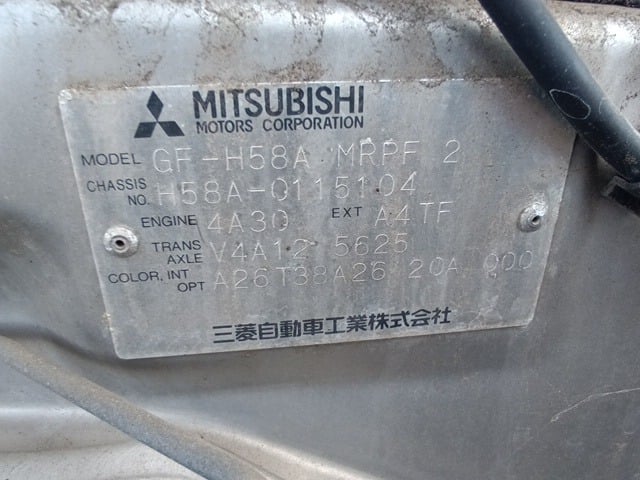 MITSUBISHI
MOTORS CORPORATION
MODEL GF-H58A MRPF 2
CHASSIS NO. H58A-0115104
ENGINE 4A30 EXT A4TF
TRANS AXLE V4A12 5625
COLOR, INT OPT A26T38A26 20A 000
三菱自動車工業株式会社